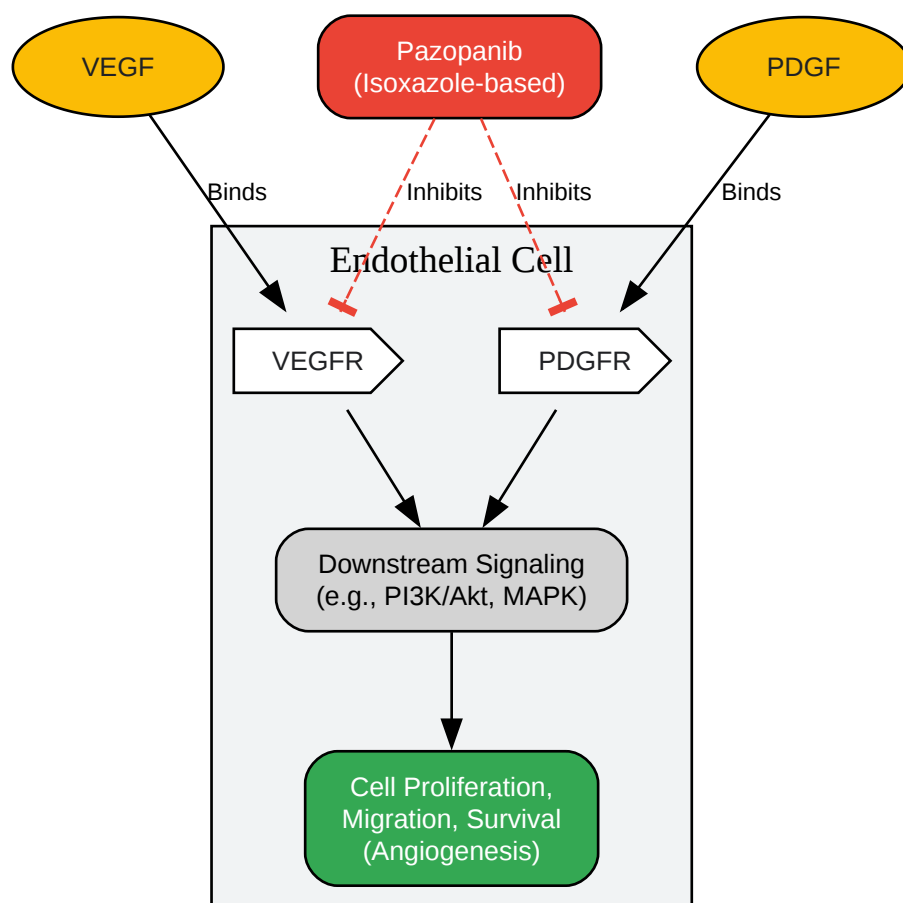 VEGF
Pazopanib
(Isoxazole-based)
PDGF
Binds
Inhibits
Inhibits
Binds
Endothelial Cell
VEGFR
PDGFR
Downstream Signaling
(e.g., PI3K/Akt, MAPK)
Cell Proliferation,
Migration, Survival
(Angiogenesis)